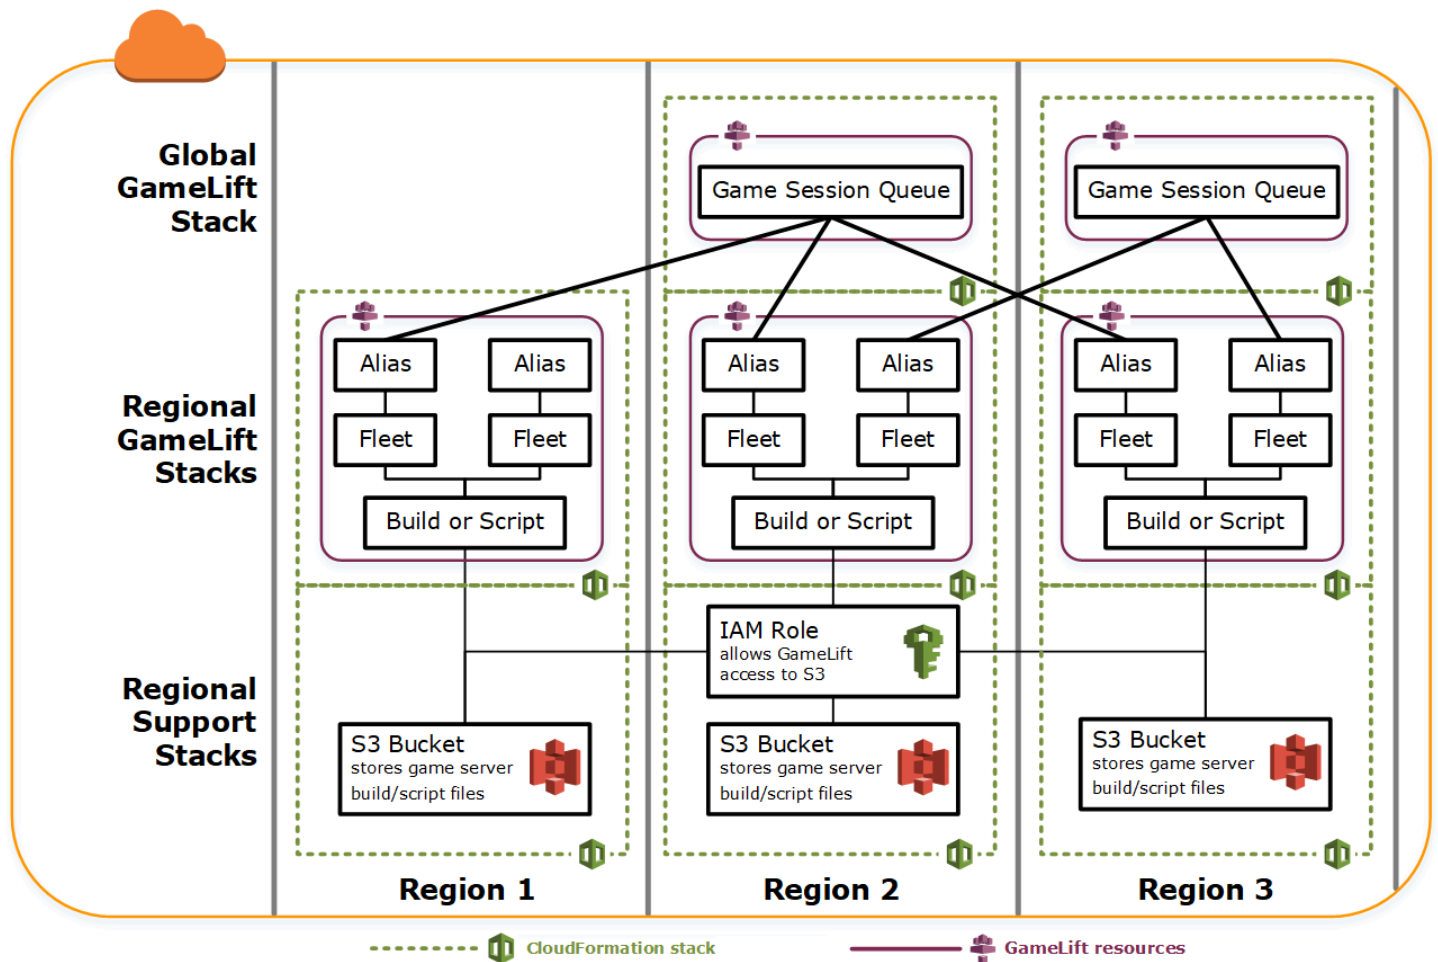 Global
GameLift
Stack
Game Session Queue
Game Session Queue
Regional
GameLift
Stacks
Alias
Alias
Alias
Alias
Alias
Alias
Fleet
Fleet
Fleet
Fleet
Fleet
Fleet
Build or Script
Build or Script
Build or Script
Regional
Support
Stacks
IAM Role
allows GameLift
access to S3
S3 Bucket
stores game server
build/script files
S3 Bucket
stores game server
build/script files
S3 Bucket
stores game server
build/script files
Region 1
Region 2
Region 3
CloudFormation stack
GameLift resources